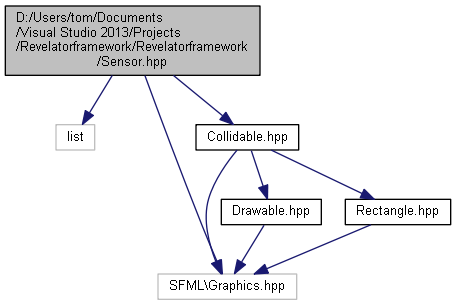 D:/Users/tom/Documents
/Visual Studio 2013/Projects
/Revelatorframework/Revelatorframework
/Sensor.hpp
list
Collidable.hpp
Drawable.hpp
Rectangle.hpp
SFML\Graphics.hpp